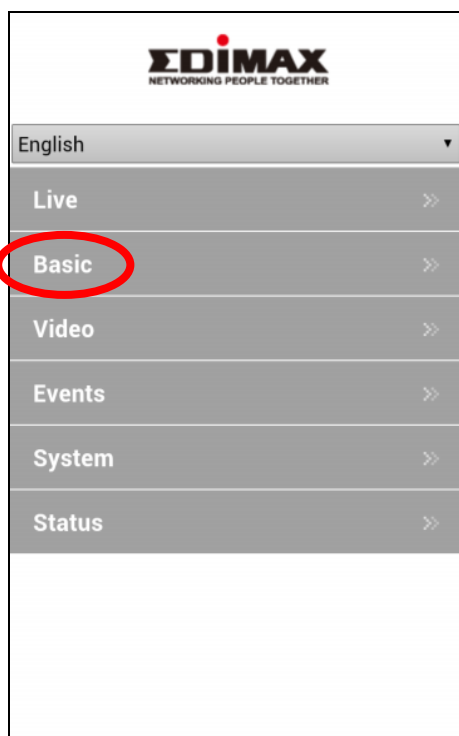 EDIMAX
NETWORKING PEOPLE TOGETHER
English
Live
Basic
Video
Events
System
Status